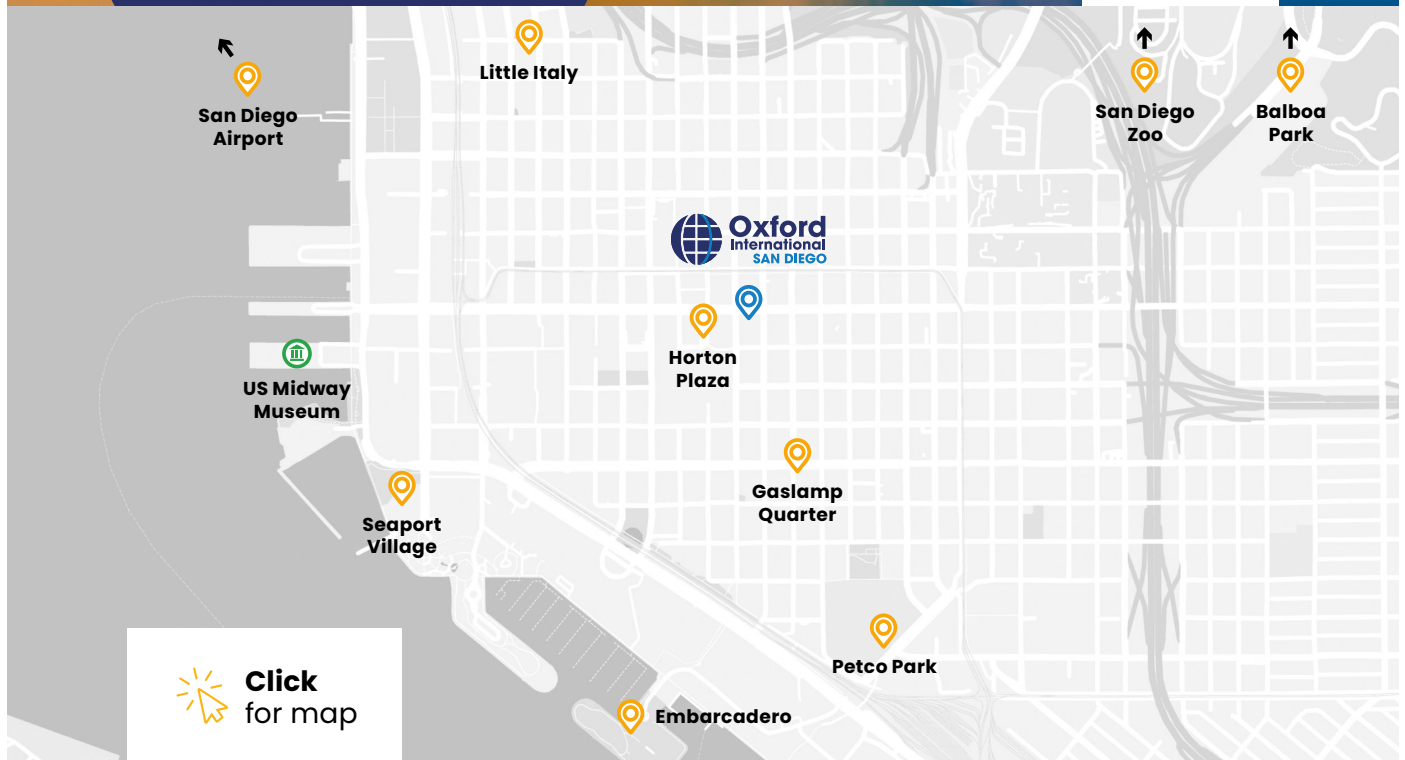 Little Italy
San Diego
Airport
San Diego
Zoo
Balboa
Park
Oxford
International
SAN DIEGO
Horton
Plaza
US Midway
Museum
Gaslamp
Quarter
Seaport
Village
Petco Park
Embarcadero
Click
for map